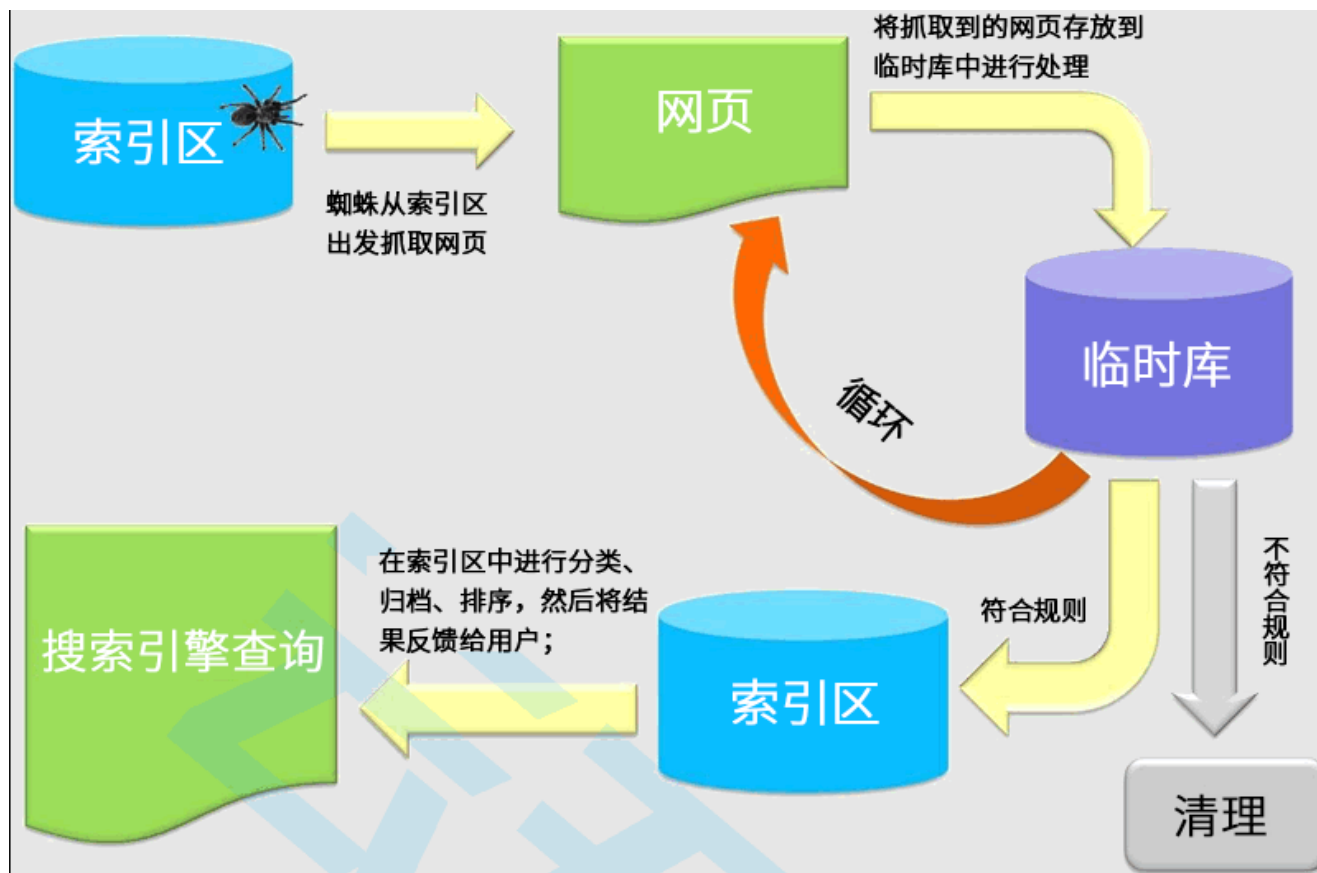 索引区
蜘蛛从索引区
出发抓取网页
网页
将抓取到的网页存放到
临时库中进行处理
临时库
循环
符合规则
不符合规则
清理
索引区
在索引区中进行分类、
归档、排序，然后将结
果反馈给用户；
搜索引擎查询